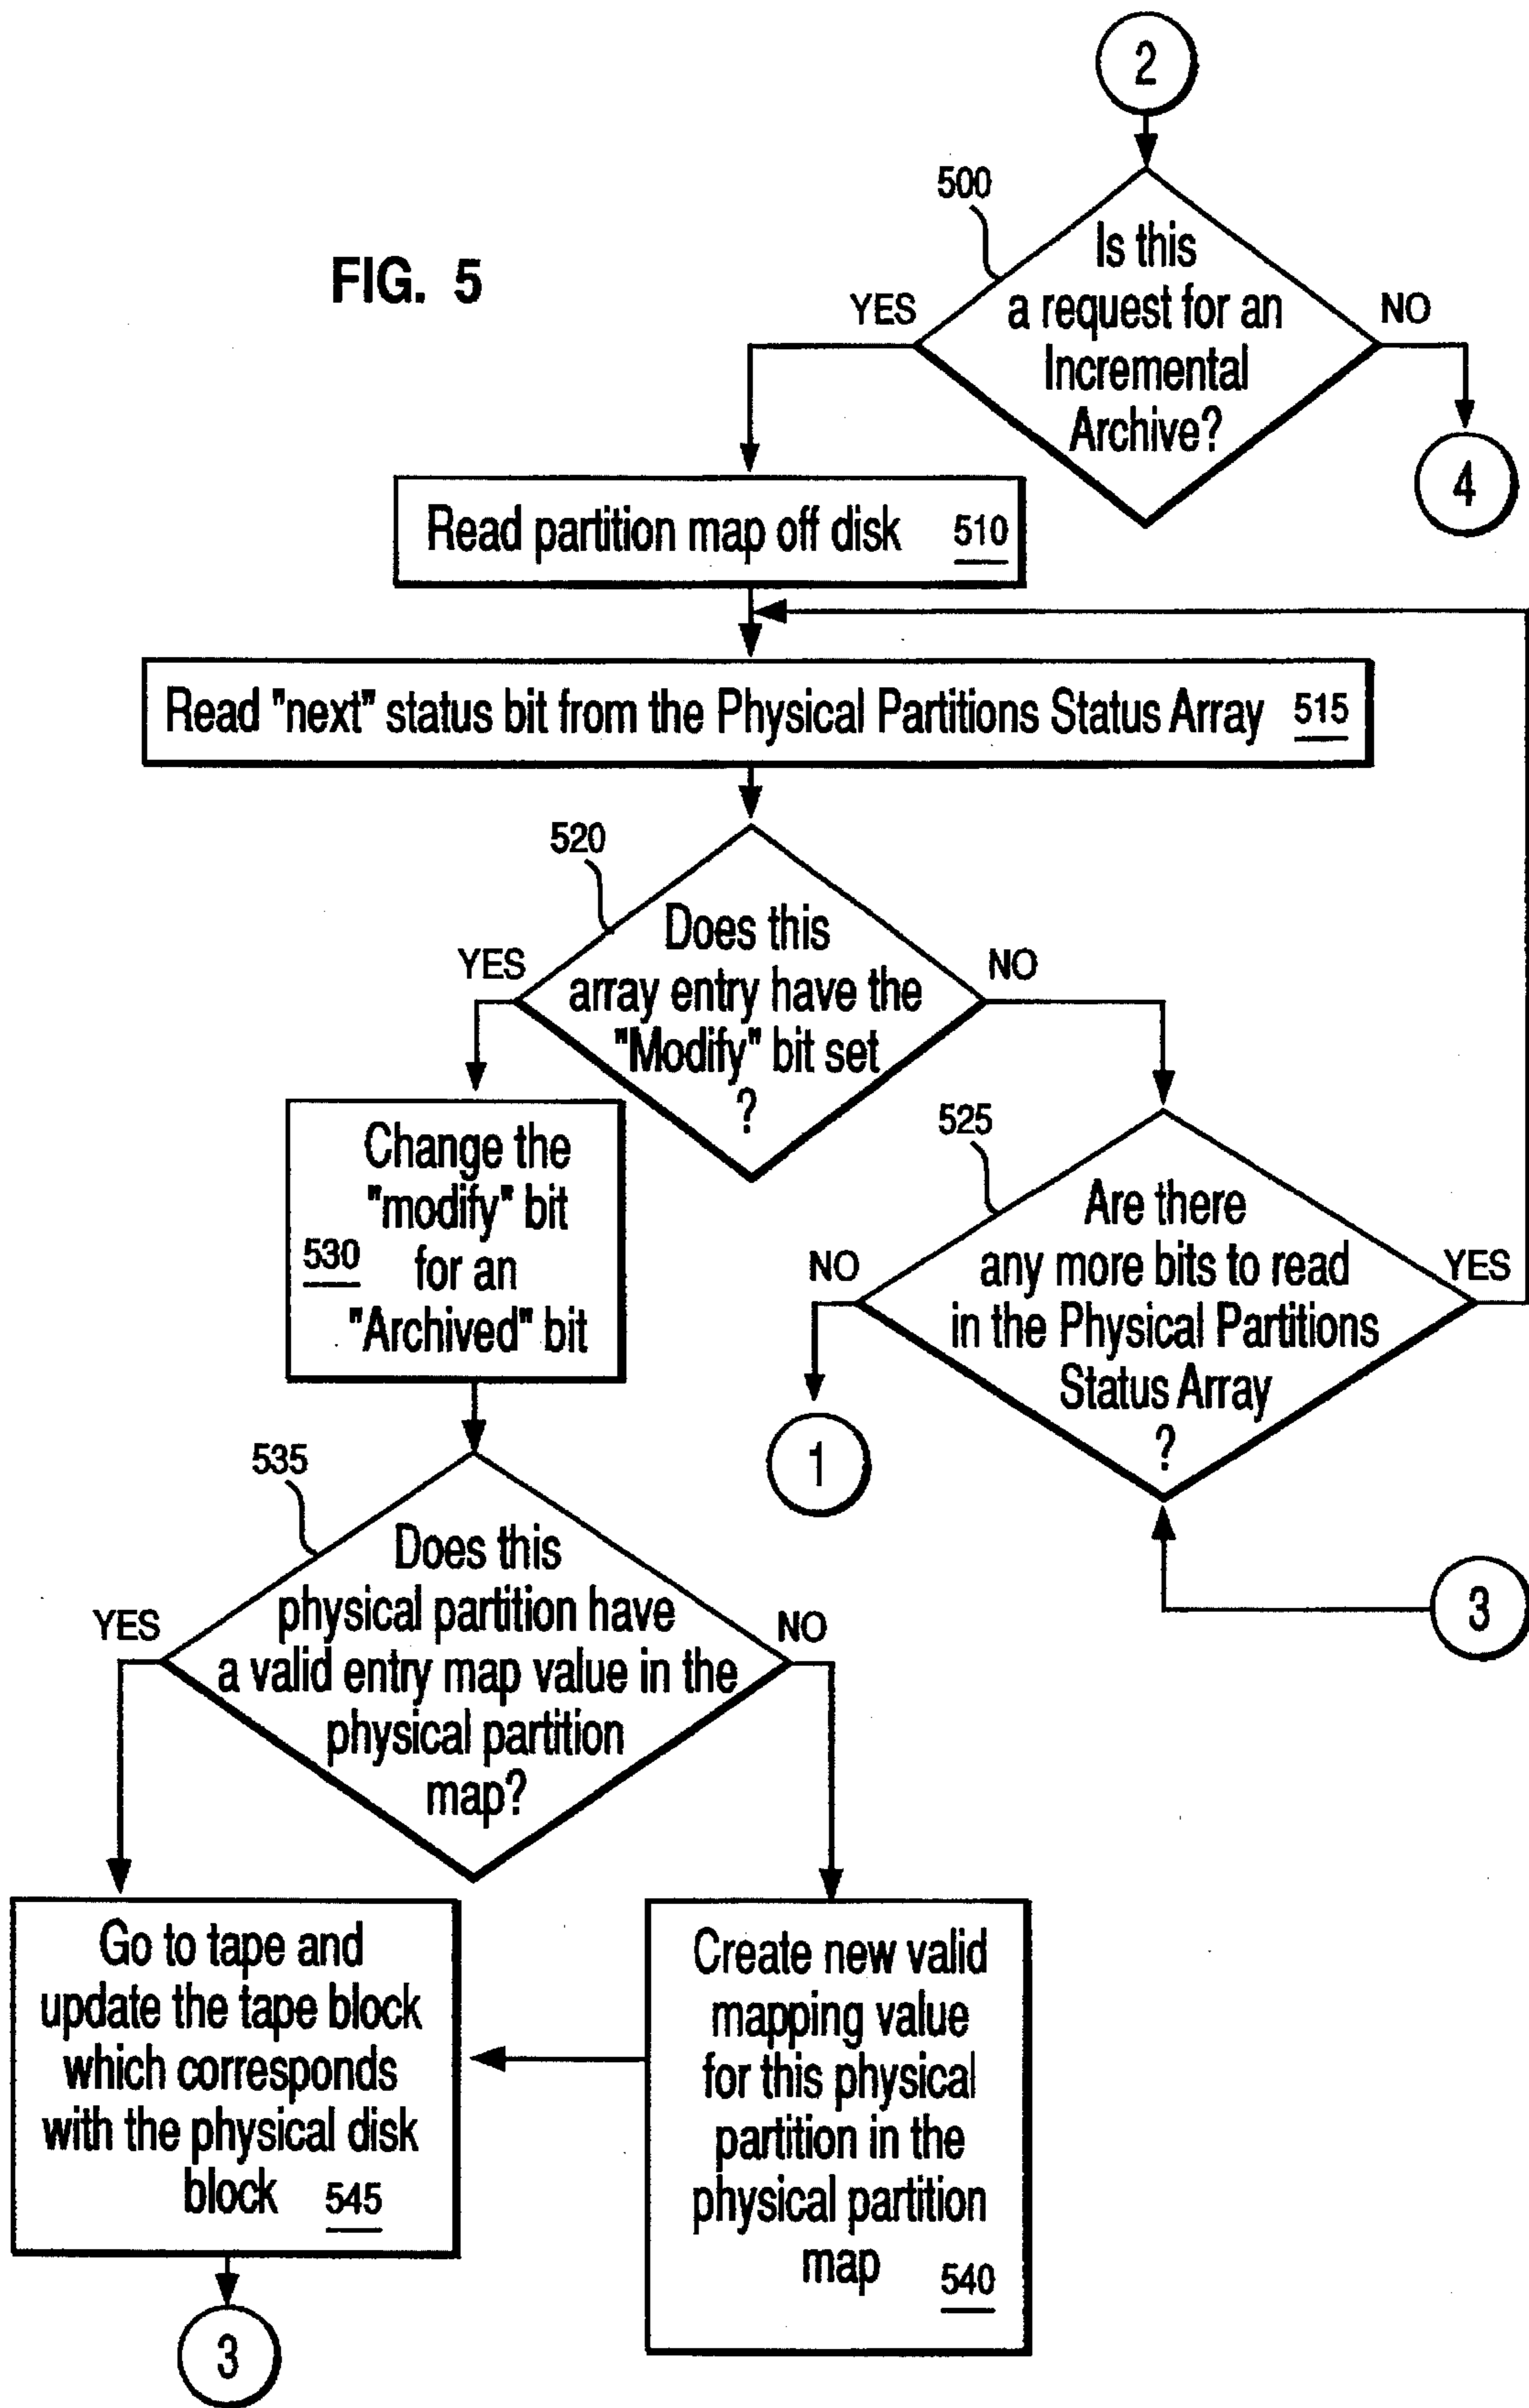 2
500
Is this
a request for an
Incremental
Archive?
FIG. 5
YES
NO
4
Read partition map off disk 510
Read "next" status bit from the Physical Partitions Status Array 515
520
Does this
array entry have the
"Modify" bit set
?
YES
NO
Change the
"modify" bit
530 for an
"Archived" bit
525
Are there
any more bits to read
in the Physical Partitions
Status Array
?
NO
YES
1
3
535
Does this
physical partition have
a valid entry map value in the
physical partition
map?
YES
NO
Go to tape and
update the tape block
which corresponds
with the physical disk
block 545
Create new valid
mapping value
for this physical
partition in the
physical partition
map 540
3